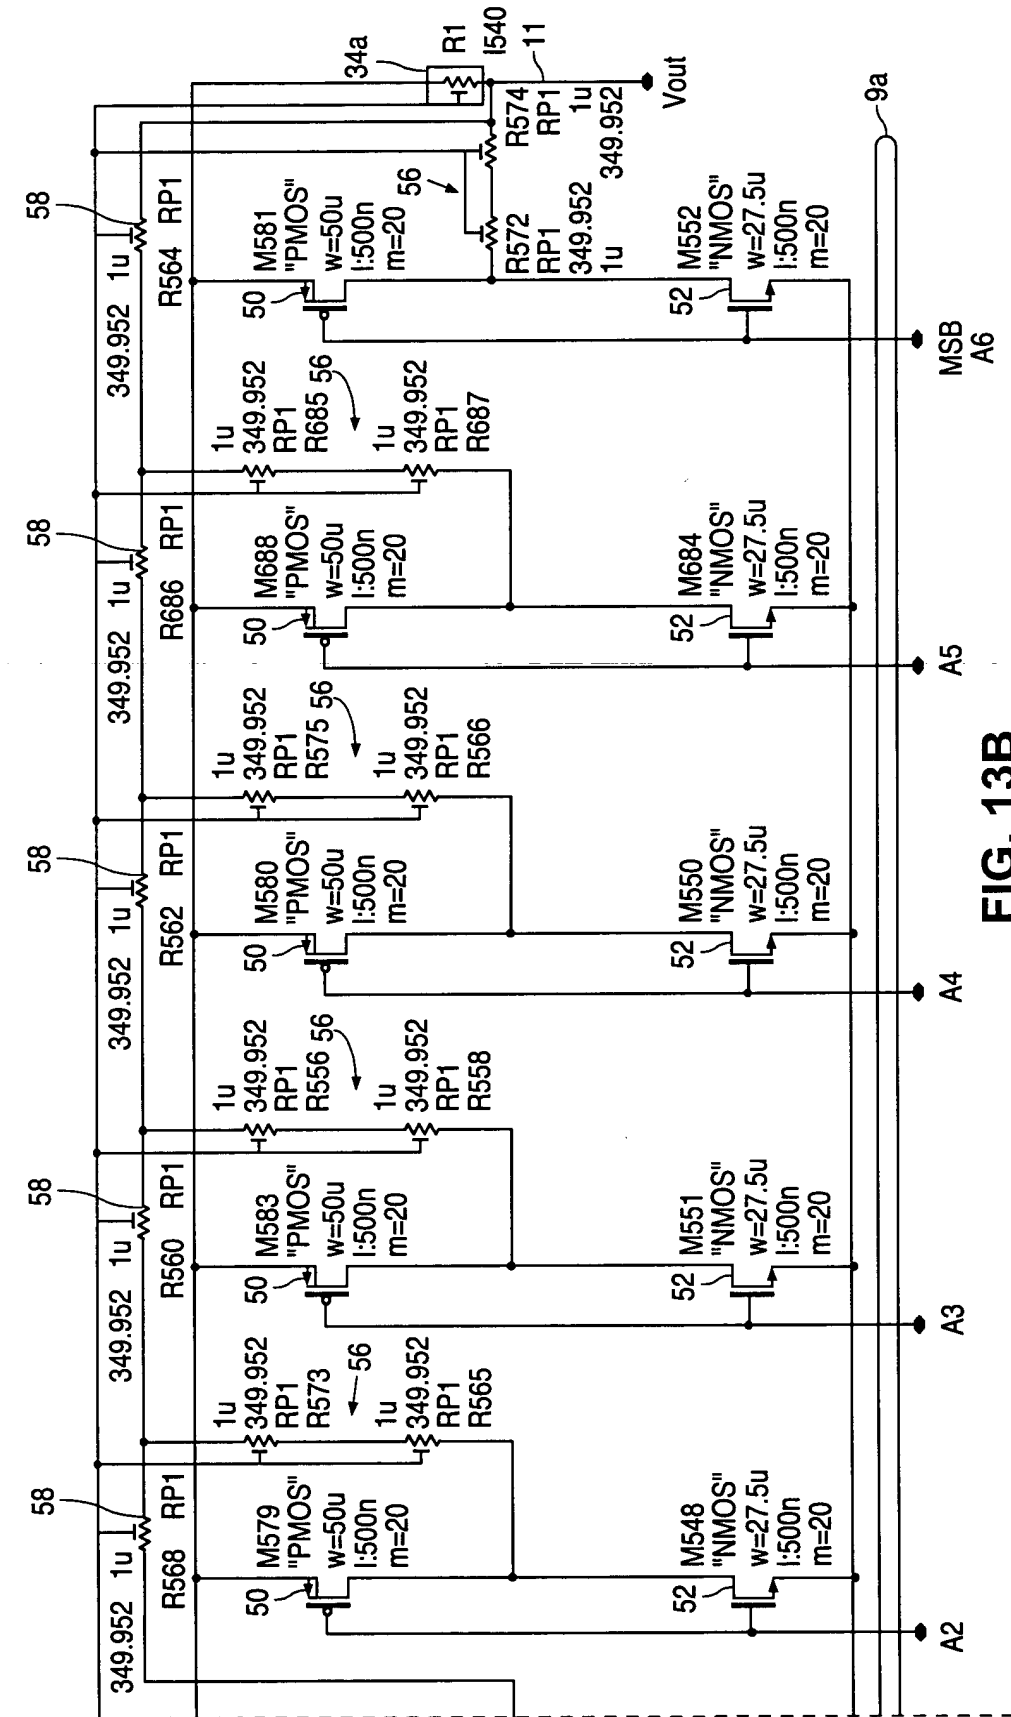 34a
R1
I540
11
Vout
R574
RP1
1u
349.952
56
R572
RP1
349.952
1u
9a
58
RP1
1u
R564
349.952
M581
"PMOS"
w=50u
l:500n
m=20
50
M552
"NMOS"
w=27.5u
l:500n
m=20
52
MSB
A6
1u
349.952
RP1
R685
56
1u
349.952
RP1
R687
58
RP1
1u
R686
349.952
M688
"PMOS"
w=50u
l:500n
m=20
50
M684
"NMOS"
w=27.5u
l:500n
m=20
52
A5
1u
349.952
RP1
R575
56
1u
349.952
RP1
R566
58
RP1
1u
R562
349.952
M580
"PMOS"
w=50u
l:500n
m=20
50
M550
"NMOS"
w=27.5u
l:500n
m=20
52
A4
1u
349.952
RP1
R556
56
1u
349.952
RP1
R558
58
RP1
1u
R560
349.952
M583
"PMOS"
w=50u
l:500n
m=20
50
M551
"NMOS"
w=27.5u
l:500n
m=20
52
A3
1u
349.952
RP1
R573
56
1u
349.952
RP1
R565
58
RP1
1u
R568
349.952
M579
"PMOS"
w=50u
l:500n
m=20
50
M548
"NMOS"
w=27.5u
l:500n
m=20
52
A2
FIG. 13B